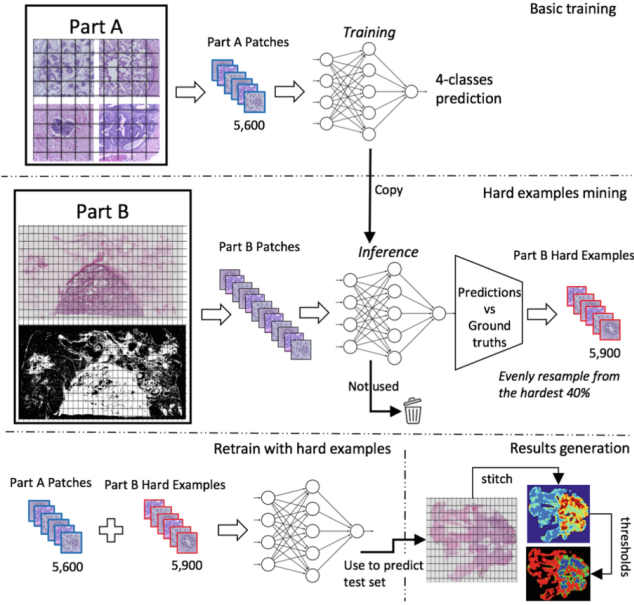 Basic training
Part A
Part A Patches
5,600
Training
4-classes
prediction
Copy
Hard examples mining
Part B
Part B Patches
Inference
Predictions
vs
Ground
truths
Part B Hard Examples
5,900
Evenly resample from
the hardest 40%
Not used
Retrain with hard examples
Part A Patches
5,600
Part B Hard Examples
5,900
Use to predict
test set
Results generation
stitch
thresholds